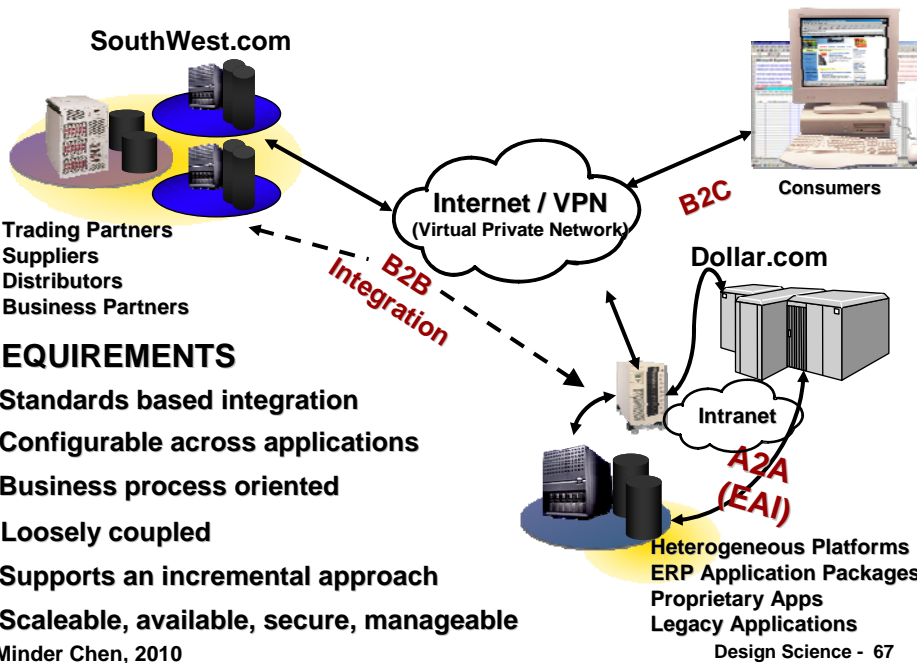 SouthWest.com
Internet / VPN
(Virtual Private Network)
B2C
Consumers
Trading Partners
Suppliers
Distributors
Business Partners
B2B
Integration
Dollar.com
Intranet
A2A
(EAI)
EQUIREMENTS
Standards based integration
Configurable across applications
Business process oriented
Loosely coupled
Supports an incremental approach
Scaleable, available, secure, manageable
Heterogeneous Platforms
ERP Application Packages
Proprietary Apps
Legacy Applications
Minder Chen, 2010
Design Science - 67